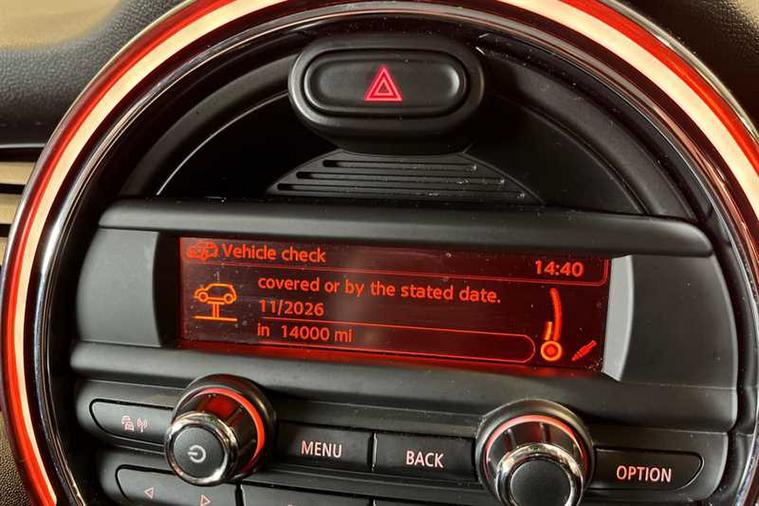 Vehicle check
14:40
covered or by the stated date.
11/2026
in 14000 mi
MENU
BACK
OPTION